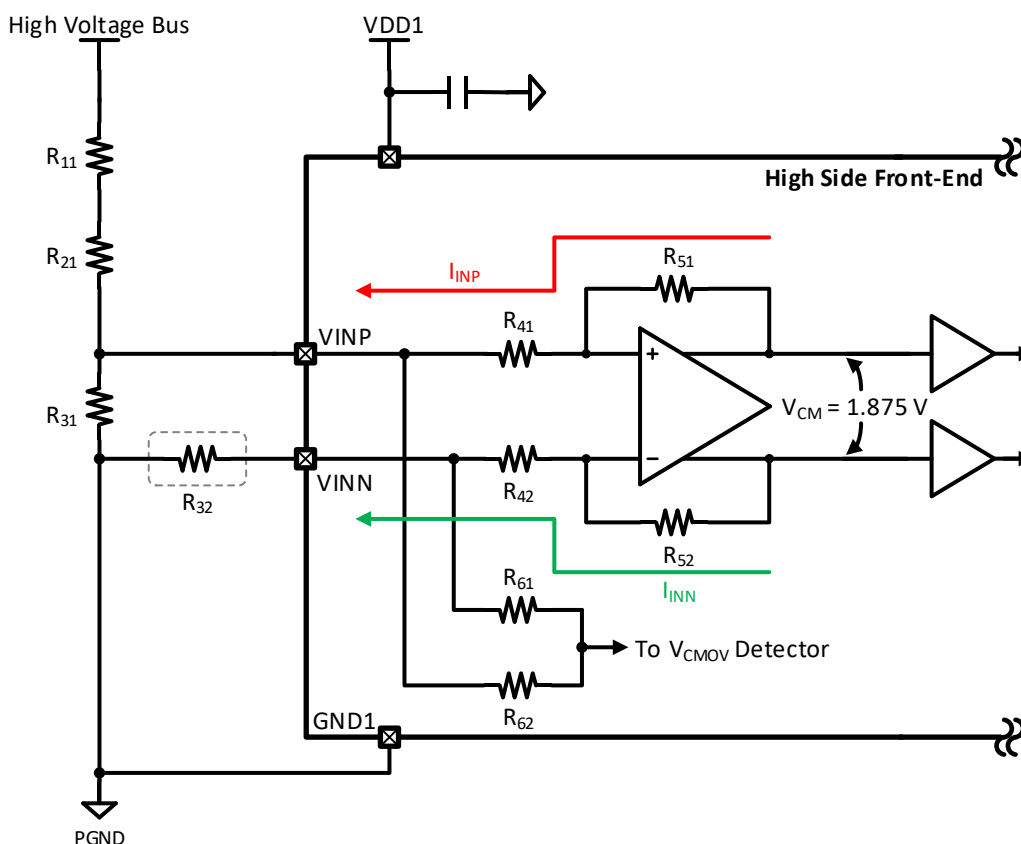 High Voltage Bus
VDD1
R11
High Side Front-End
R21
R51
IINP
R41
VINP
+
VCM = 1.875 V
R31
−
VINN
R42
R32
R52
R61
IINN
To VCMOV Detector
R62
GND1
PGND